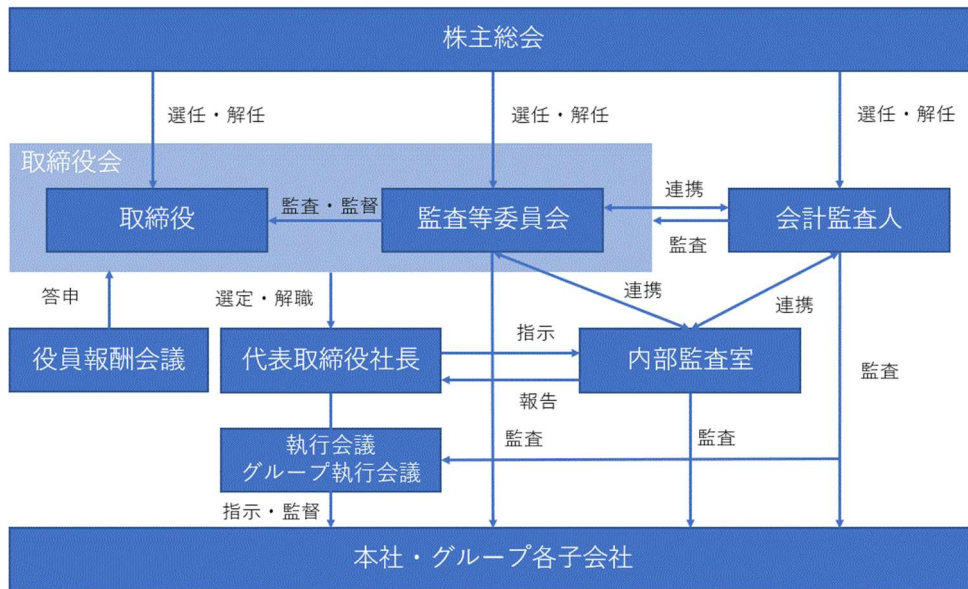 株主総会
選任・解任
選任・解任
選任・解任
取締役会
取締役
監査・監督
監査等委員会
連携
監査
会計監査人
答申
選定・解職
連携
連携
役員報酬会議
代表取締役社長
指示
報告
内部監査室
監査
執行会議
グループ執行会議
監査
監査
指示・監督
本社・グループ各子会社